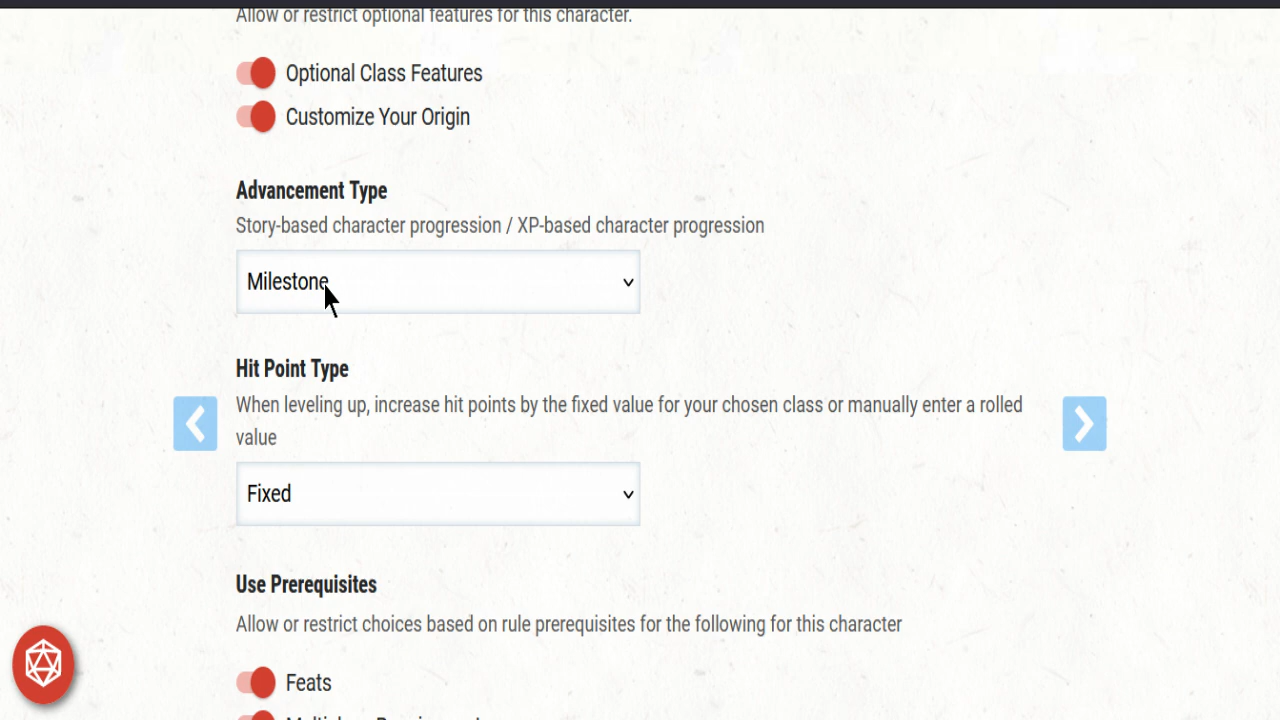 Allow or restrict optional features for this character.
Optional Class Features
Customize Your Origin
Advancement Type
Story-based character progression / XP-based character progression
Milestone
Hit Point Type
When leveling up, increase hit points by the fixed value for your chosen class or manually enter a rolled
value
Fixed
Use Prerequisites
Allow or restrict choices based on rule prerequisites for the following for this character
Feats